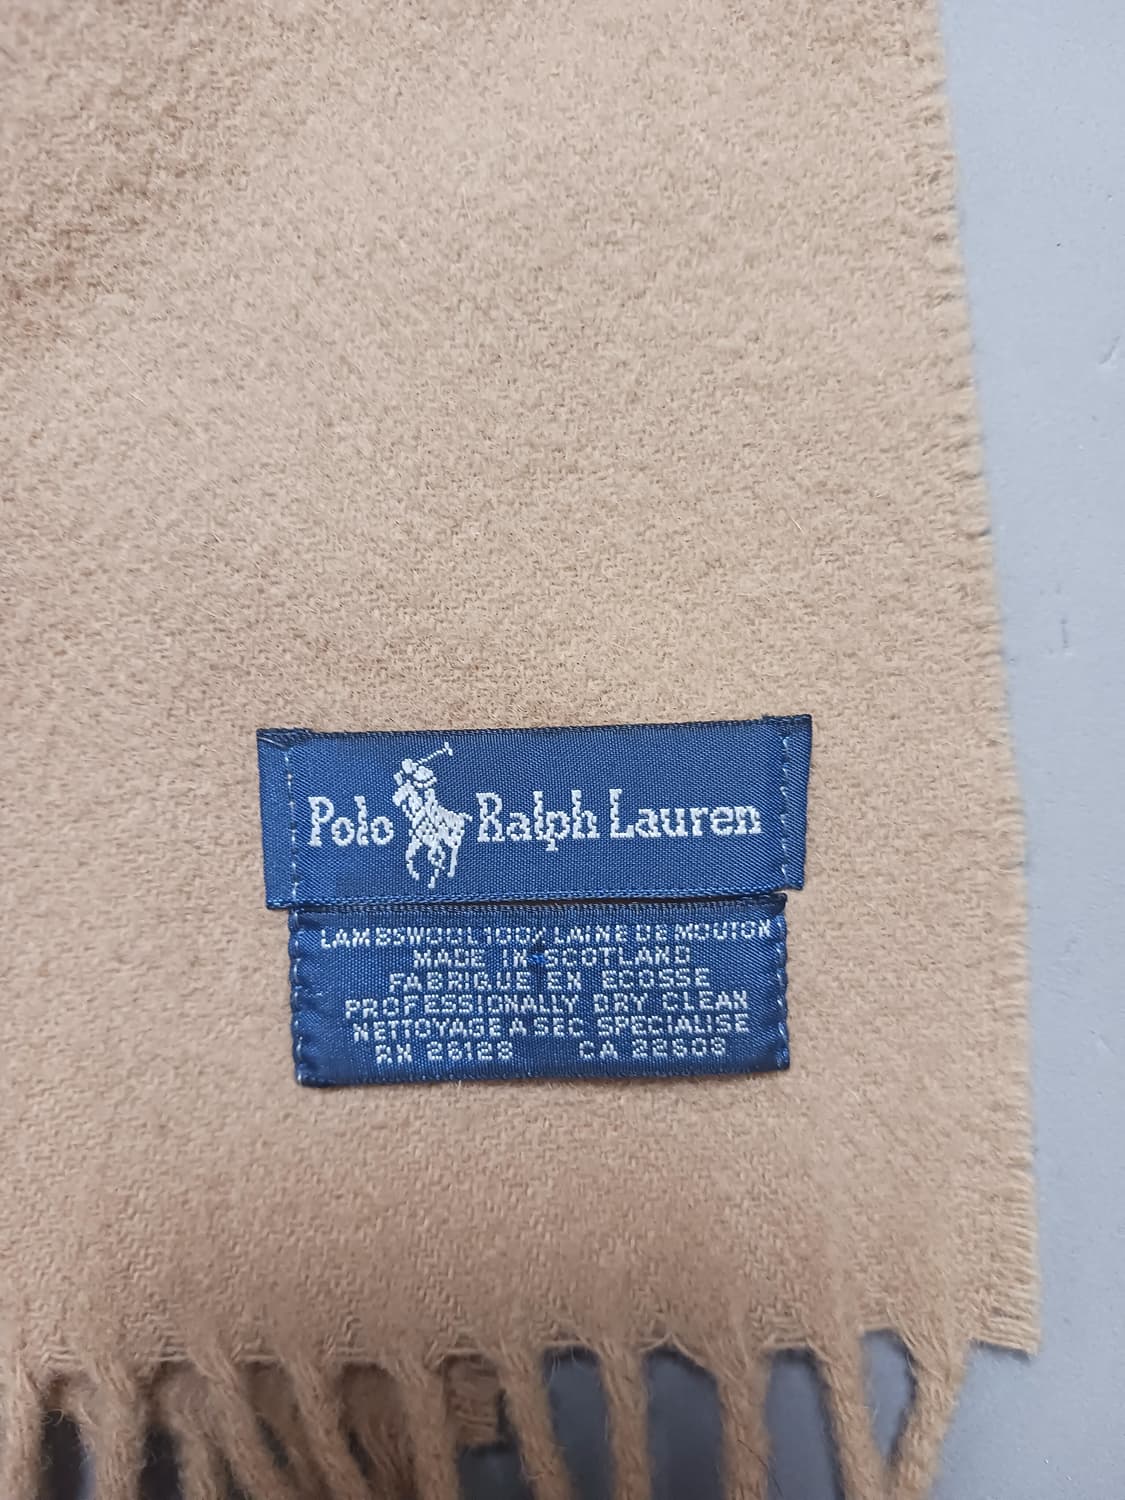 Polo Ralph Lauren
LAMBSWOOL 100% LAINE DE MOUTON
MADE IN SCOTLAND
FABRIQUE EN ECOSSE
PROFESSIONALLY DRY CLEAN
NETTOYAGE A SEC SPECIALISE
RN 26128 CA 22608